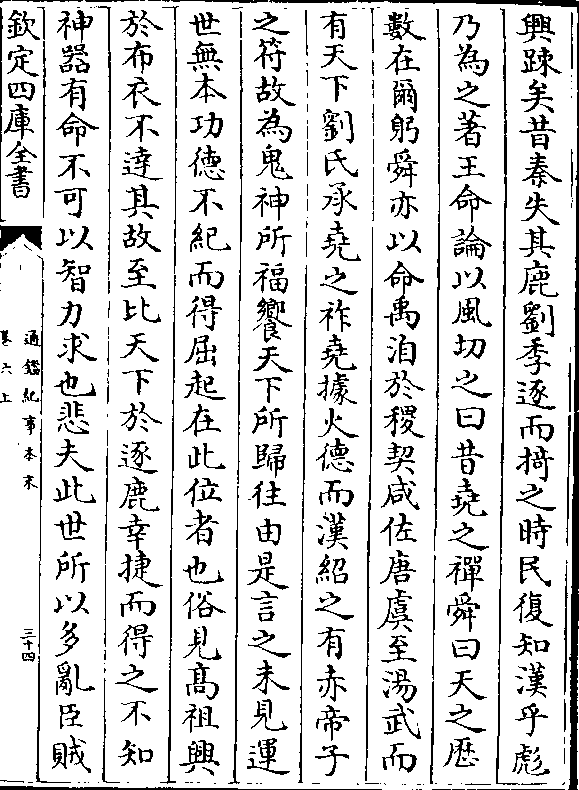 興踈矣昔秦失其鹿劉季逐而掎之時民復知漢乎彪
乃為之著王命論以風切之曰昔堯之禪舜曰天之厯
數在爾躬舜亦以命禹洎於稷契咸佐唐虞至湯武而
有天下劉氏承堯之祚堯據火德而漢紹之有赤帝子
之符故為鬼神所福饗天下所歸往由是言之未見運
世無本功德不紀而得屈起在此位者也俗見髙祖興
於布衣不達其故至比天下於逐鹿幸捷而得之不知
神器有命不可以智力求也悲夫此世所以多亂臣賊
欽定四庫全書
通鑑紀事本末
卷六上
三十四